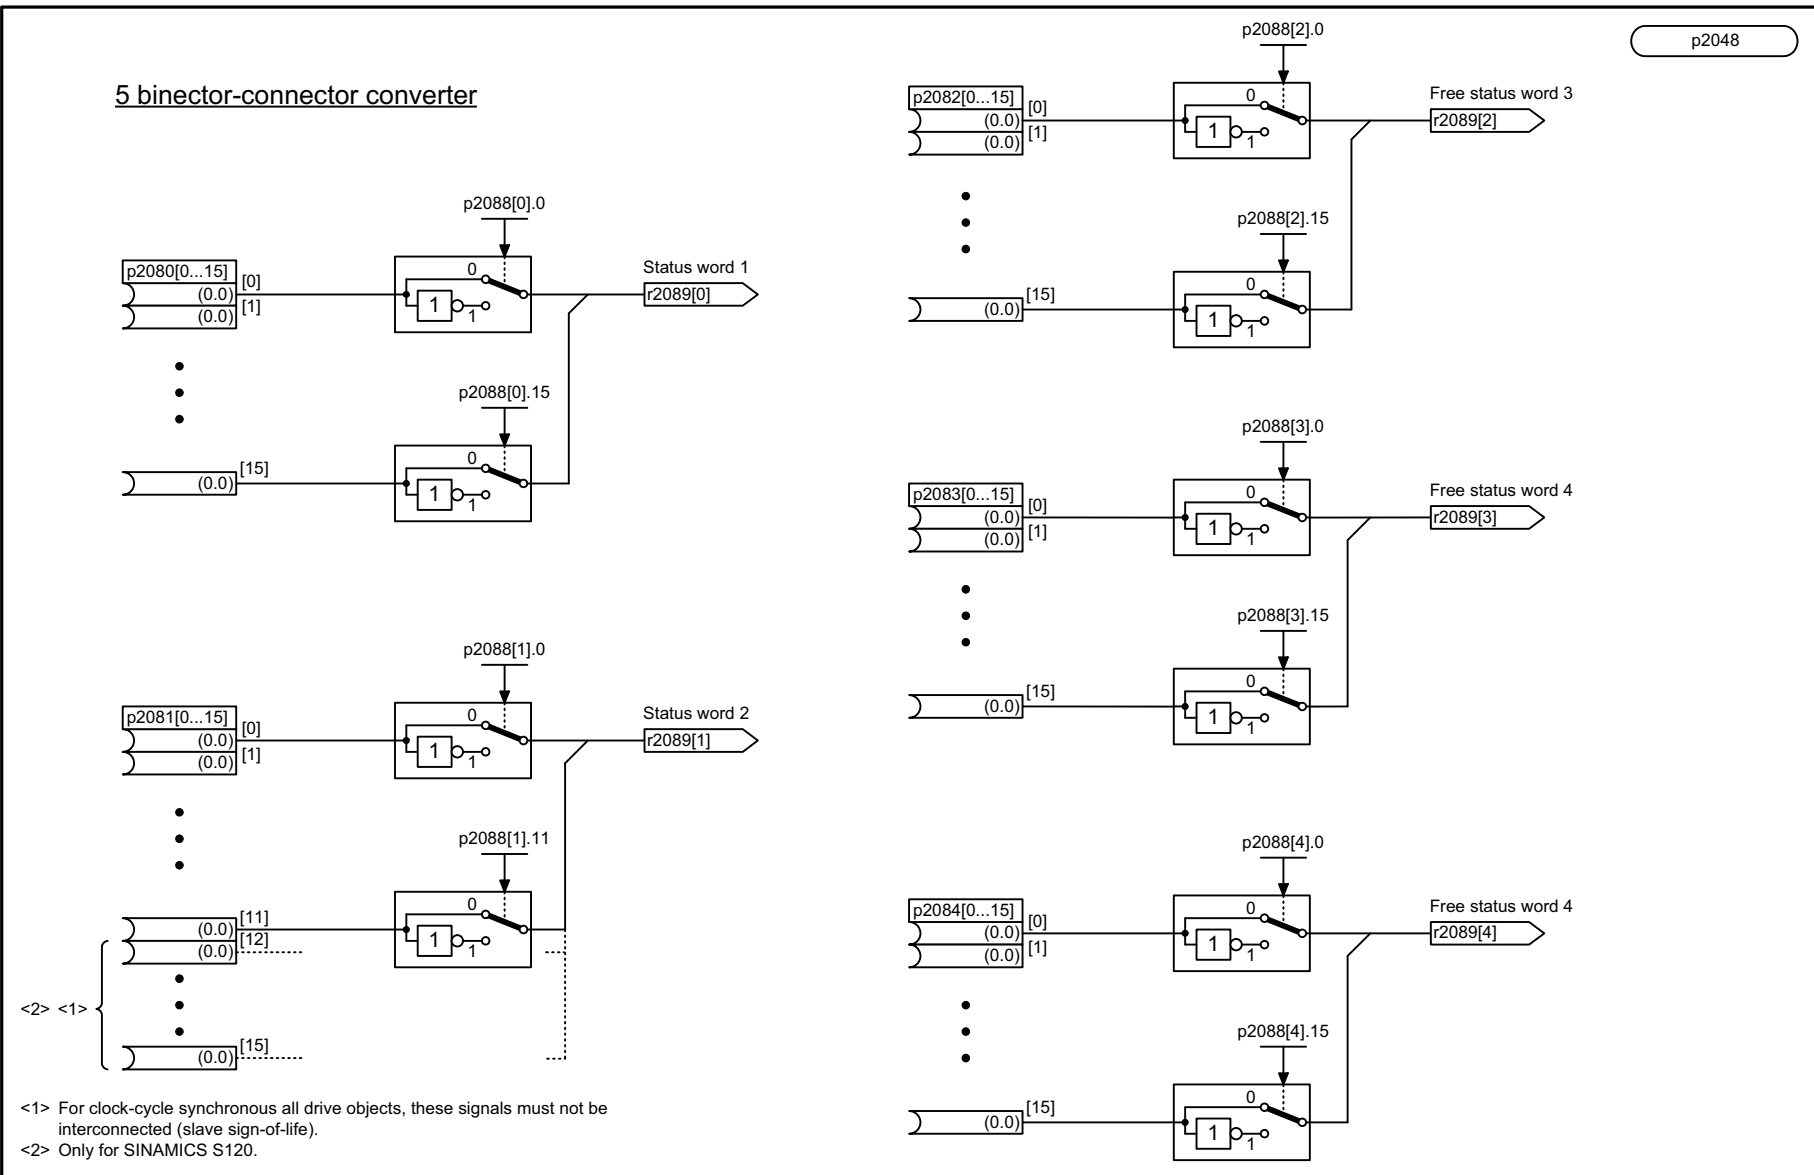 5 binector-connector converter
p2048
p2088[0].0
p2080[0...15]
[0]
(0.0)
[1]
(0.0)
0
1
1
Status word 1
r2089[0]
p2088[0].15
[15]
(0.0)
0
1
1
p2088[1].0
p2081[0...15]
[0]
(0.0)
[1]
(0.0)
0
1
1
Status word 2
r2089[1]
p2088[1].11
[11]
(0.0)
[12]
(0.0)
0
1
1
<2> <1>
[15]
(0.0)
<1> For clock-cycle synchronous all drive objects, these signals must not be
interconnected (slave sign-of-life).
<2> Only for SINAMICS S120.
p2088[2].0
p2082[0...15]
[0]
(0.0)
[1]
(0.0)
0
1
1
Free status word 3
r2089[2]
p2088[2].15
[15]
(0.0)
0
1
1
p2088[3].0
p2083[0...15]
[0]
(0.0)
[1]
(0.0)
0
1
1
Free status word 4
r2089[3]
p2088[3].15
[15]
(0.0)
0
1
1
p2088[4].0
p2084[0...15]
[0]
(0.0)
[1]
(0.0)
0
1
1
Free status word 4
r2089[4]
p2088[4].15
[15]
(0.0)
0
1
1